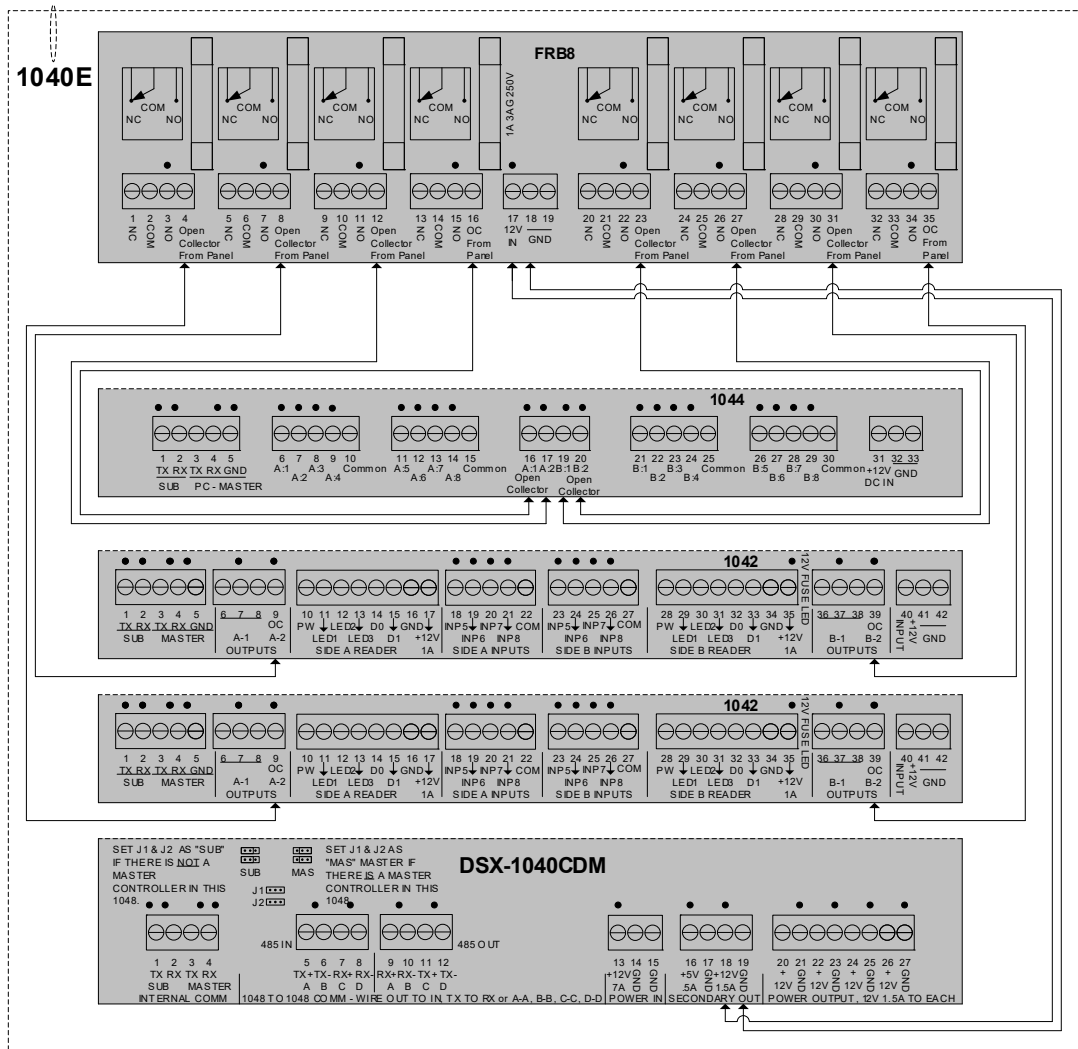 1040E
FRB8
COM COM COM COM COM COM COM COM
NC NO NC NO NC NO NC NO NC NO NC NO NC NO NC NO
1A 3AG 250V
1 2 3 4 5 6 7 8 9 10 11 12 13 14 15 16 17 18 19 20 21 22 23 24 25 26 27 28 29 30 31 32 33 34 35
NC COM NO Open NC COM NO Open NC COM NO Open NC COM NO OC 12V GND NC COM NO Open NC COM NO Open NC COM NO Open NC COM NO OC
Collector Collector Collector From IN Collector Collector Collector From
From Panel From Panel From Panel Panel From Panel From Panel From Panel Panel
1044
1 2 3 4 5 6 7 8 9 10 11 12 13 14 15 16 17 19 20 21 22 23 24 25 26 27 28 29 30 31 32 33
TX RX TX RX GND A:1 A:2 A:3 A:4 Common A:5 A:6 A:7 A:8 Common A:1 A:2 B:1 B:2 B:1 B:2 B:3 B:4 Common B:5 B:6 B:7 B:8 Common +12V GND
SUB PC - MASTER Open Collector Open Collector DC IN
1042
12V FUSE LED
1 2 3 4 5 6 7 8 9 10 11 12 13 14 15 16 17 18 19 20 21 22 23 24 25 26 27 28 29 30 31 32 33 34 35 36 37 38 39 40 41 42
TX RX TX RX GND OC PW LED2 D0 GND INP5 INP7 COM INP5 INP7 COM PW LED2 D0 GND OC +12V GND
SUB MASTER A-1 A-2 LED1 LED3 D1 +12V INP6 INP8 INP6 INP8 LED1 LED3 D1 +12V B-1 B-2 INPUT
OUTPUTS SIDE A READER 1A SIDE A INPUTS SIDE B INPUTS SIDE B READER 1A OUTPUTS
1042
12V FUSE LED
1 2 3 4 5 6 7 8 9 10 11 12 13 14 15 16 17 18 19 20 21 22 23 24 25 26 27 28 29 30 31 32 33 34 35 36 37 38 39 40 41 42
TX RX TX RX GND OC PW LED2 D0 GND INP5 INP7 COM INP5 INP7 COM PW LED2 D0 GND OC +12V GND
SUB MASTER A-1 A-2 LED1 LED3 D1 +12V INP6 INP8 INP6 INP8 LED1 LED3 D1 +12V B-1 B-2 INPUT
OUTPUTS SIDE A READER 1A SIDE A INPUTS SIDE B INPUTS SIDE B READER 1A OUTPUTS
SET J1 & J2 AS "SUB"
IF THERE IS NOT A
MASTER
CONTROLLER IN THIS
1048.
SUB
MAS
J1
J2
SET J1 & J2 AS
"MAS" MASTER IF
THERE IS A MASTER
CONTROLLER IN THIS
1048
DSX-1040CDM
485 IN
485 OUT
1 2 3 4 5 6 7 8 9 10 11 12 13 14 15 16 17 18 19 20 21 22 23 24 25 26 27
TX RX TX RX TX+ TX- RX+ RX- RX+ RX- TX+ TX- +12V GND GND +5V GND +12V GND + GND + GND + GND + GND
SUB MASTER A B C D A B C D 7A .5A 1.5A 12V 12V 12V 12V
INTERNAL COMM 1048 TO 1048 COMM - WIRE OUT TO IN, TX TO RX or A-A, B-B, C-C, D-D POWER IN SECONDARY OUT POWER OUTPUT, 12V 1.5A TO EACH